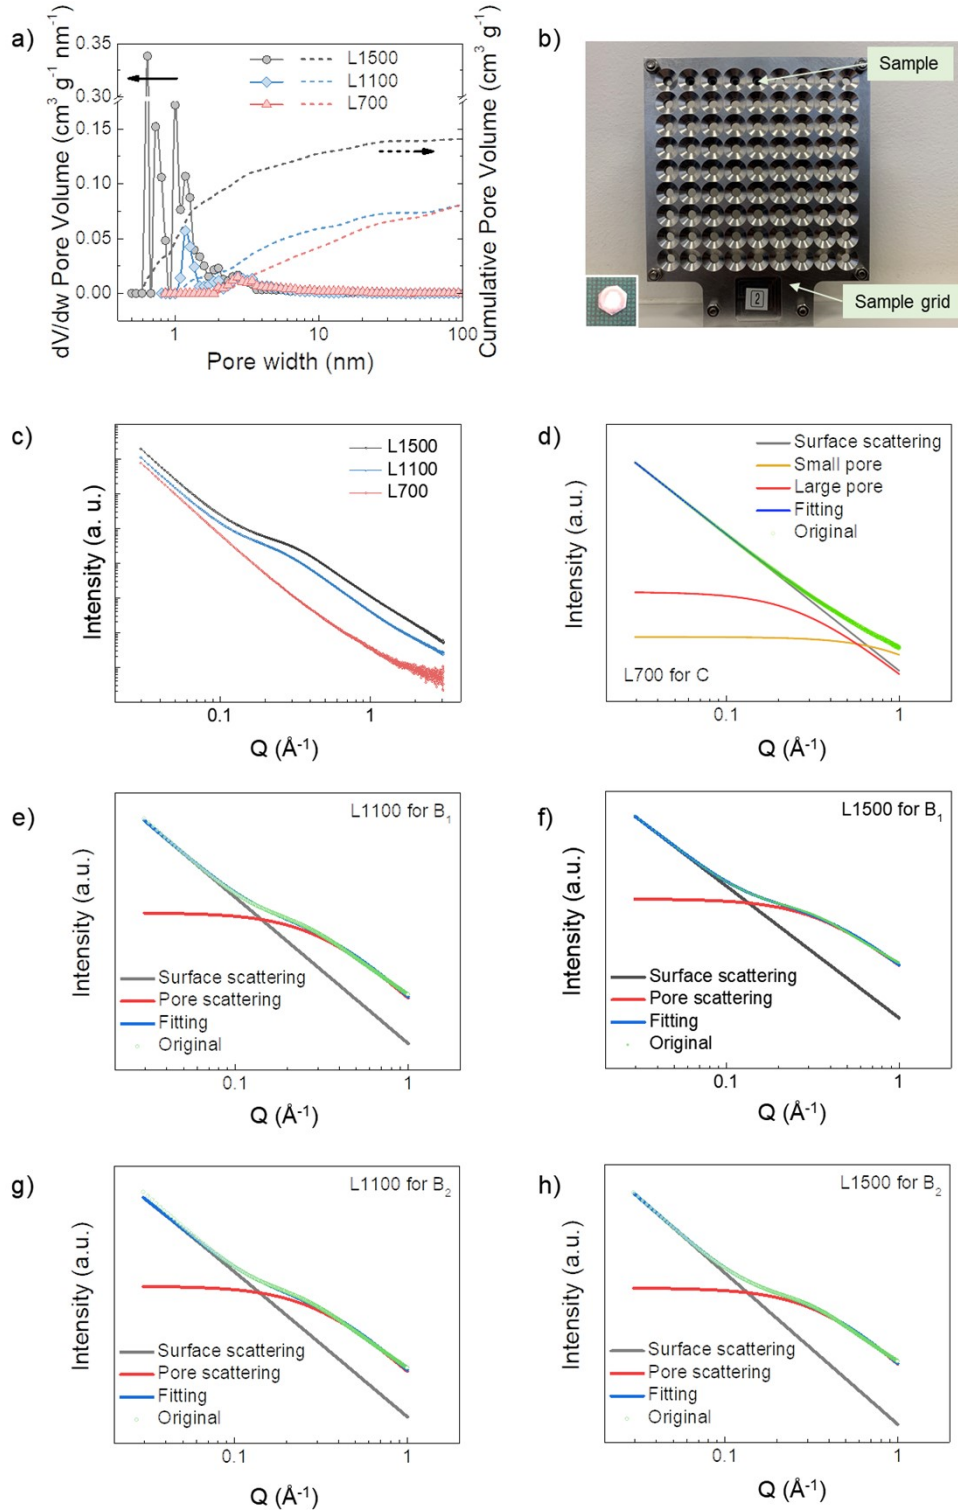 a)
dV/dw Pore Volume (cm³ g⁻¹ nm⁻¹)
0.35
0.30
0.15
0.10
0.05
0.00
L1500
L1100
L700
1
10
100
Pore width (nm)
Cumulative Pore Volume (cm³ g⁻¹)
b)
Sample
Sample grid
2
c)
Intensity (a. u.)
L1500
L1100
L700
0.1
1
Q (Å⁻¹)
d)
Intensity (a.u.)
Surface scattering
Small pore
Large pore
Fitting
Original
L700 for C
0.1
1
Q (Å⁻¹)
e)
Intensity (a.u.)
L1100 for B₁
Surface scattering
Pore scattering
Fitting
Original
0.1
1
Q (Å⁻¹)
f)
Intensity (a.u.)
L1500 for B₁
Surface scattering
Pore scattering
Fitting
Original
0.1
1
Q (Å⁻¹)
g)
Intensity (a.u.)
L1100 for B₂
Surface scattering
Pore scattering
Fitting
Original
0.1
1
Q (Å⁻¹)
h)
Intensity (a.u.)
L1500 for B₂
Surface scattering
Pore scattering
Fitting
Original
0.1
1
Q (Å⁻¹)